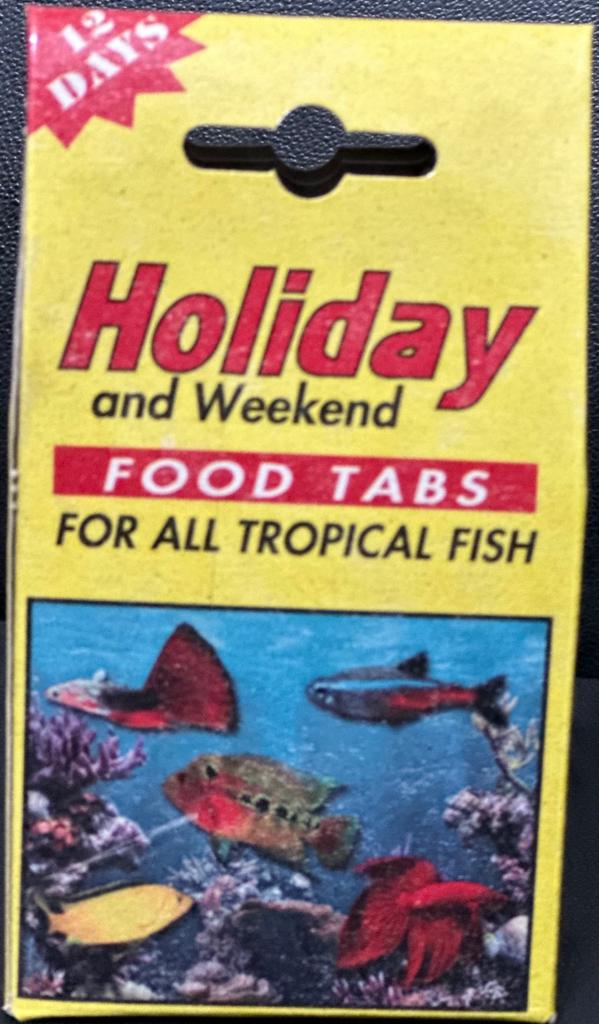 12
DAYS
Holiday
and Weekend
FOOD TABS
FOR ALL TROPICAL FISH